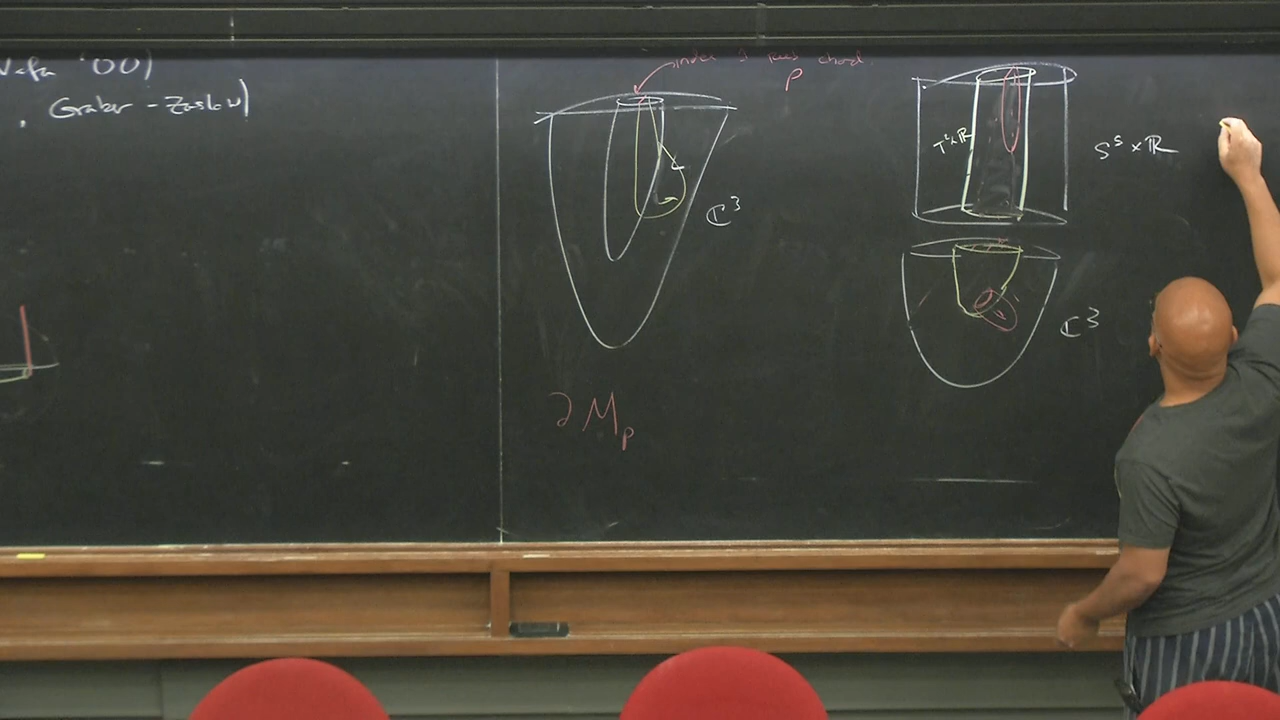 Vafa '00)
, Graber - Zaslow)
index 1 Reeb chord
ρ
ℂ³
∂ M_ρ
T² × ℝ
S⁵ × ℝ
ℂ³